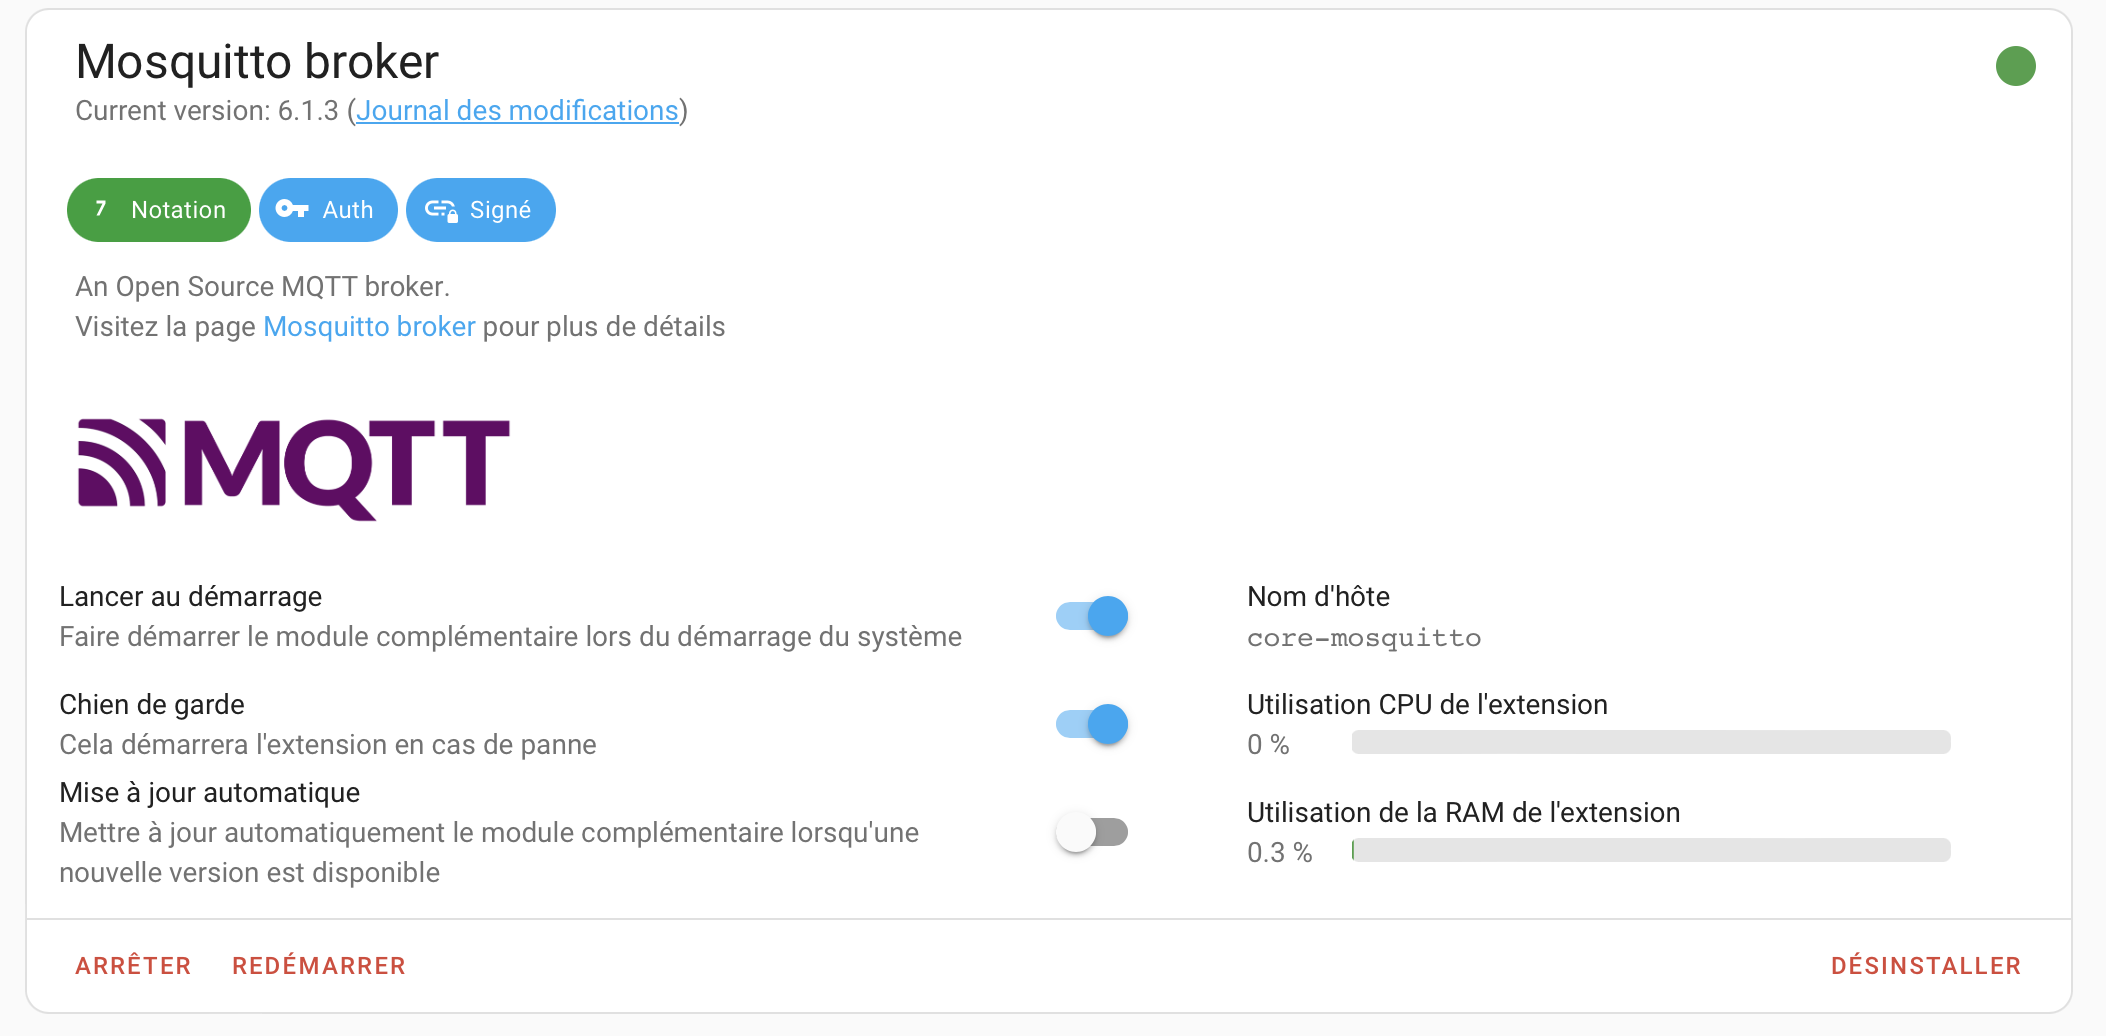 Mosquitto broker
Current version: 6.1.3 (Journal des modifications)
7 Notation Auth Signé
An Open Source MQTT broker.
Visitez la page Mosquitto broker pour plus de détails
MQTT
Lancer au démarrage
Faire démarrer le module complémentaire lors du démarrage du système
Chien de garde
Cela démarrera l'extension en cas de panne
Mise à jour automatique
Mettre à jour automatiquement le module complémentaire lorsqu'une
nouvelle version est disponible
Nom d'hôte
core-mosquitto
Utilisation CPU de l'extension
0 %
Utilisation de la RAM de l'extension
0.3 %
ARRÊTER REDÉMARRER DÉSINSTALLER